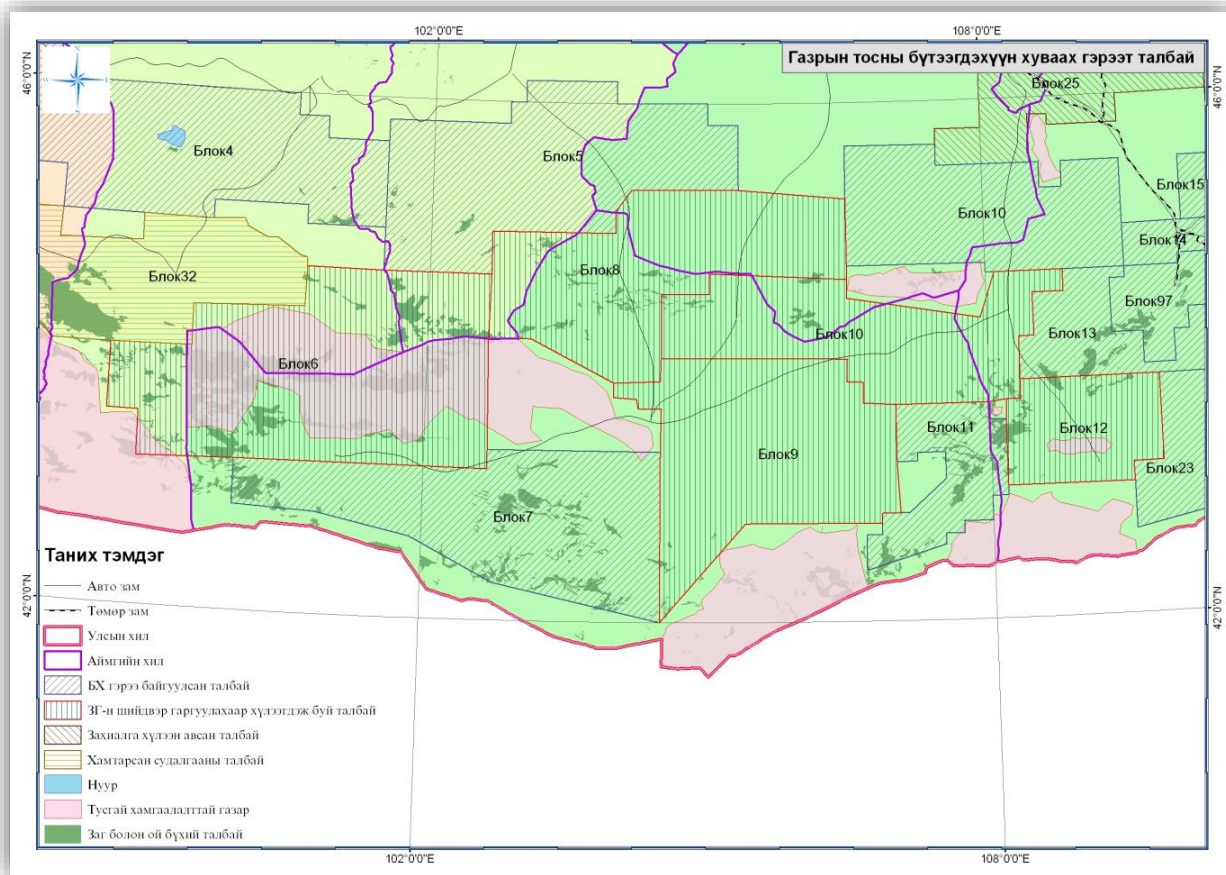 102°0'0"E
108°0'0"E
46°0'0"N
Газрын тосны бүтээгдэхүүн хуваах гэрээт талбай
46°0'0"N
Блок25
Блок4
Блок5
Блок15
Блок10
Блок14
Блок32
Блок8
Блок97
Блок10
Блок13
Блок6
Блок11
Блок12
Блок9
Блок23
Блок7
Таних тэмдэг
Авто зам
Төмөр зам
Улсын хил
Аймгийн хил
БХ гэрээ байгуулсан талбай
ЗГ-н шийдвэр гаргуулахаар хүлээгдэж буй талбай
Захиалга хүлээн авсан талбай
Хамтарсан судалгааны талбай
Нуур
Тусгай хамгаалалттай газар
Заг болон ой бүхий талбай
42°0'0"N
42°0'0"N
102°0'0"E
108°0'0"E